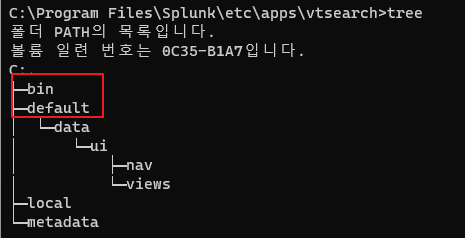 C:\Program Files\Splunk\etc\apps\vtsearch>tree
폴더 PATH의 목록입니다.
볼륨 일련 번호는 0C35-B1A7입니다.
C:.
├─bin
├─default
│  └─data
│      └─ui
│          ├─nav
│          └─views
├─local
└─metadata